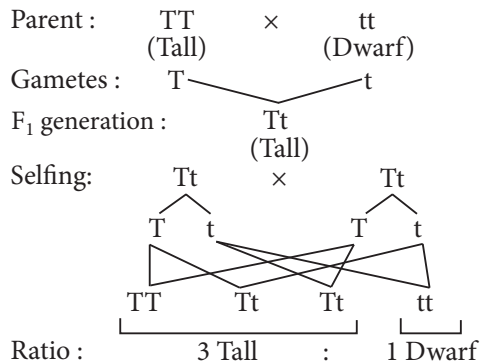 Parent : TT × tt
(Tall) (Dwarf)
Gametes : T t
F₁ generation : Tt
(Tall)
Selfing: Tt × Tt
T t T t
TT Tt Tt tt
Ratio : 3 Tall : 1 Dwarf